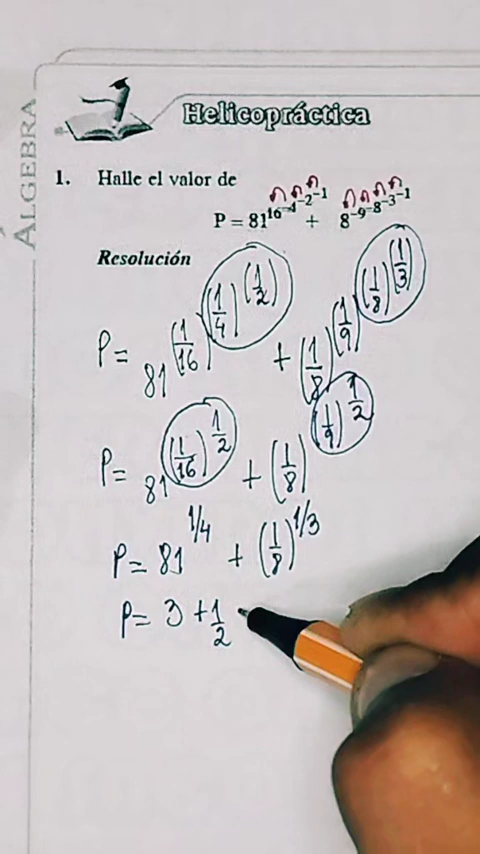 ÁLGEBRA
Helicopráctica
1. Halle el valor de
P = 81^16^-4^-2^-1 + 8^-9^-8^-3^-1
Resolución
P = 81^(1/16)^(1/4)^(1/2) + (1/8)^(1/9)^(1/8)^(1/3)
P = 81^(1/16)^1/2 + (1/8)^(1/9)^1/2
P = 81^1/4 + (1/8)^1/3
P = 3 + 1/2